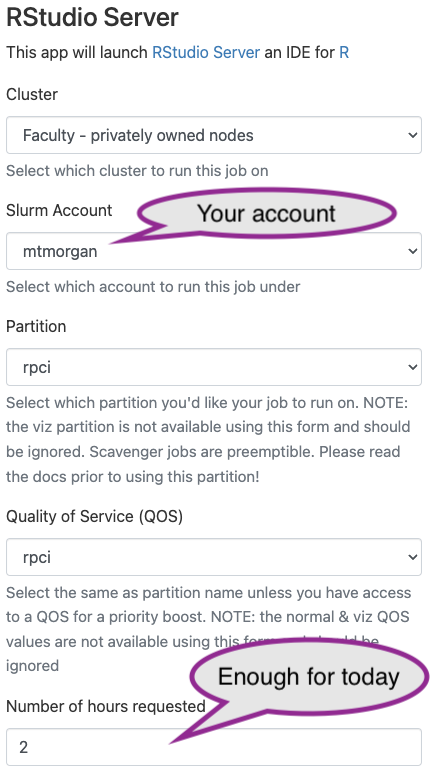 RStudio Server
This app will launch RStudio Server an IDE for R
Cluster
Faculty - privately owned nodes
Select which cluster to run this job on
Slurm Account
Your account
mtmorgan
Select which account to run this job under
Partition
rpci
Select which partition you'd like your job to run on. NOTE:
the viz partition is not available using this form and should
be ignored. Scavenger jobs are preemptible. Please read
the docs prior to using this partition!
Quality of Service (QOS)
rpci
Select the same as partition name unless you have access
to a QOS for a priority boost. NOTE: the normal & viz QOS
values are not available using this form and should be
ignored
Enough for today
Number of hours requested
2